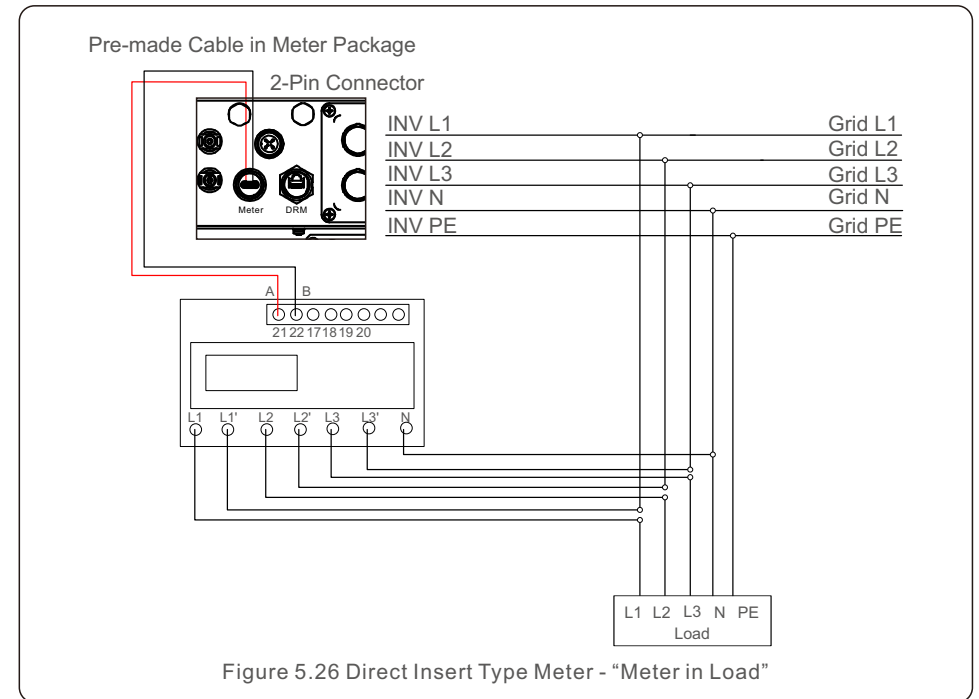 Pre-made Cable in Meter Package
2-Pin Connector
INV L1 Grid L1
INV L2 Grid L2
INV L3 Grid L3
INV N Grid N
INV PE Grid PE
Meter DRM
A B
21 22 17 18 19 20
L1 L1' L2 L2' L3 L3' N
L1 L2 L3 N PE
Load
Figure 5.26 Direct Insert Type Meter - “Meter in Load”